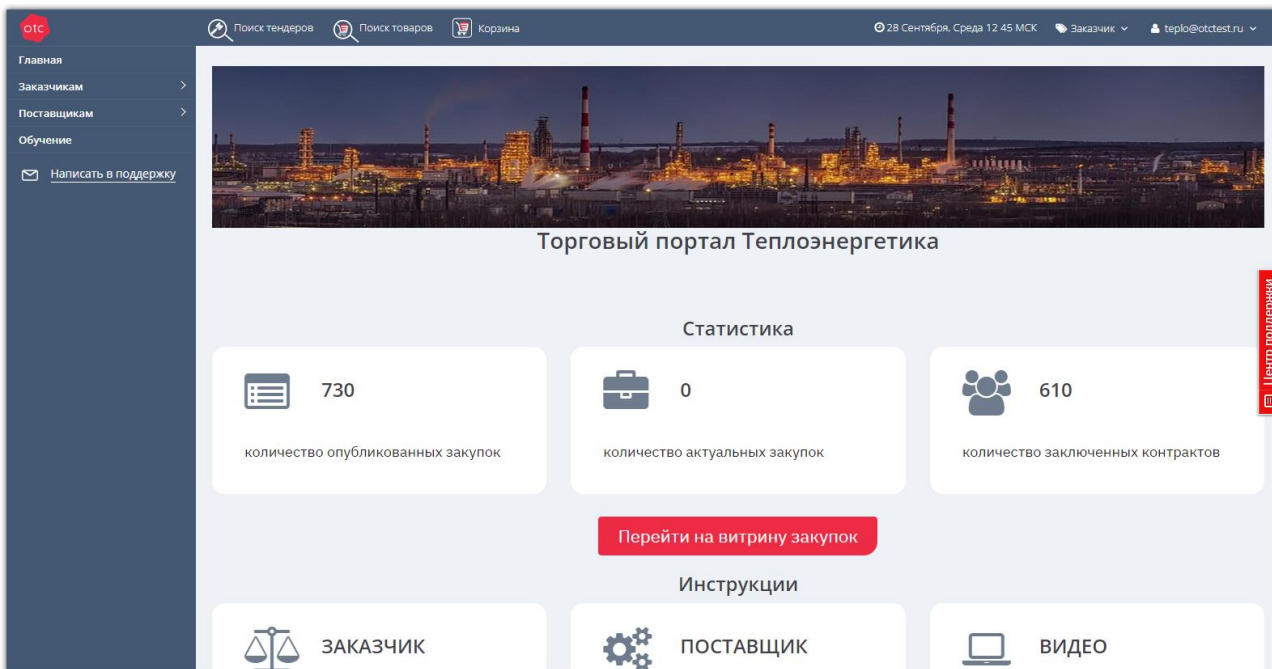 otc
Поиск тендеров
Поиск товаров
Корзина
28 Сентября, Среда 12 45 МСК
Заказчик
teplo@otctest.ru
Главная
Заказчикам
Поставщикам
Обучение
Написать в поддержку
Торговый портал Теплоэнергетика
Центр поддержки
Статистика
730
количество опубликованных закупок
0
количество актуальных закупок
610
количество заключенных контрактов
Перейти на витрину закупок
Инструкции
ЗАКАЗЧИК
ПОСТАВЩИК
ВИДЕО